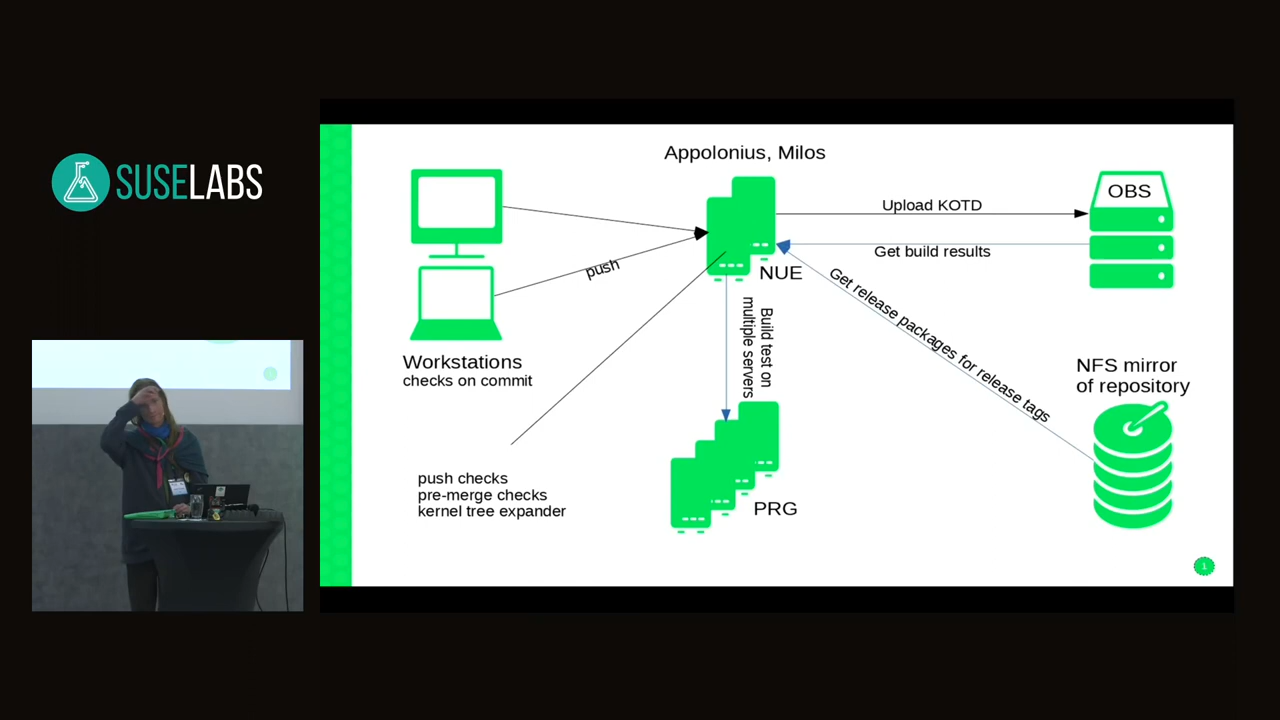 SUSELABS
Appolonius, Milos
OBS
Upload KOTD
Get build results
push
NUE
Get release packages for release tags
Build test on
multiple servers
Workstations
checks on commit
NFS mirror
of repository
push checks
pre-merge checks
kernel tree expander
PRG
1